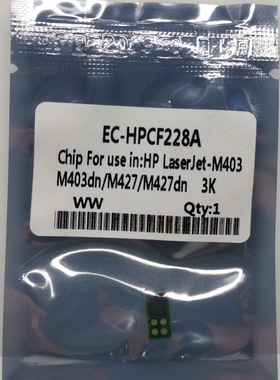 EC-HPCF228A
Chip For use in:HP LaserJet-M403
M403dn/M427/M427dn 3K
WW Qty:1